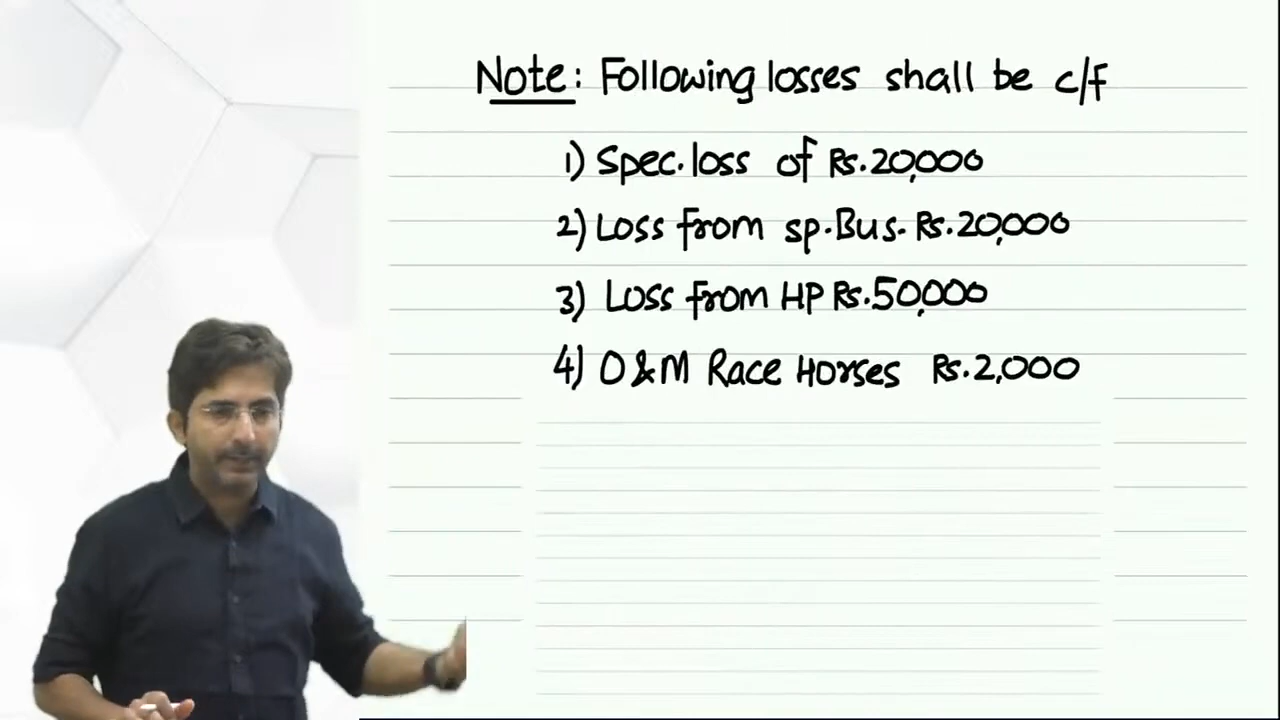 Note: Following losses shall be c/f
1) Spec. loss of Rs.20,000
2) Loss from sp.Bus. Rs.20,000
3) Loss from HP Rs.50,000
4) O&M Race Horses Rs.2,000